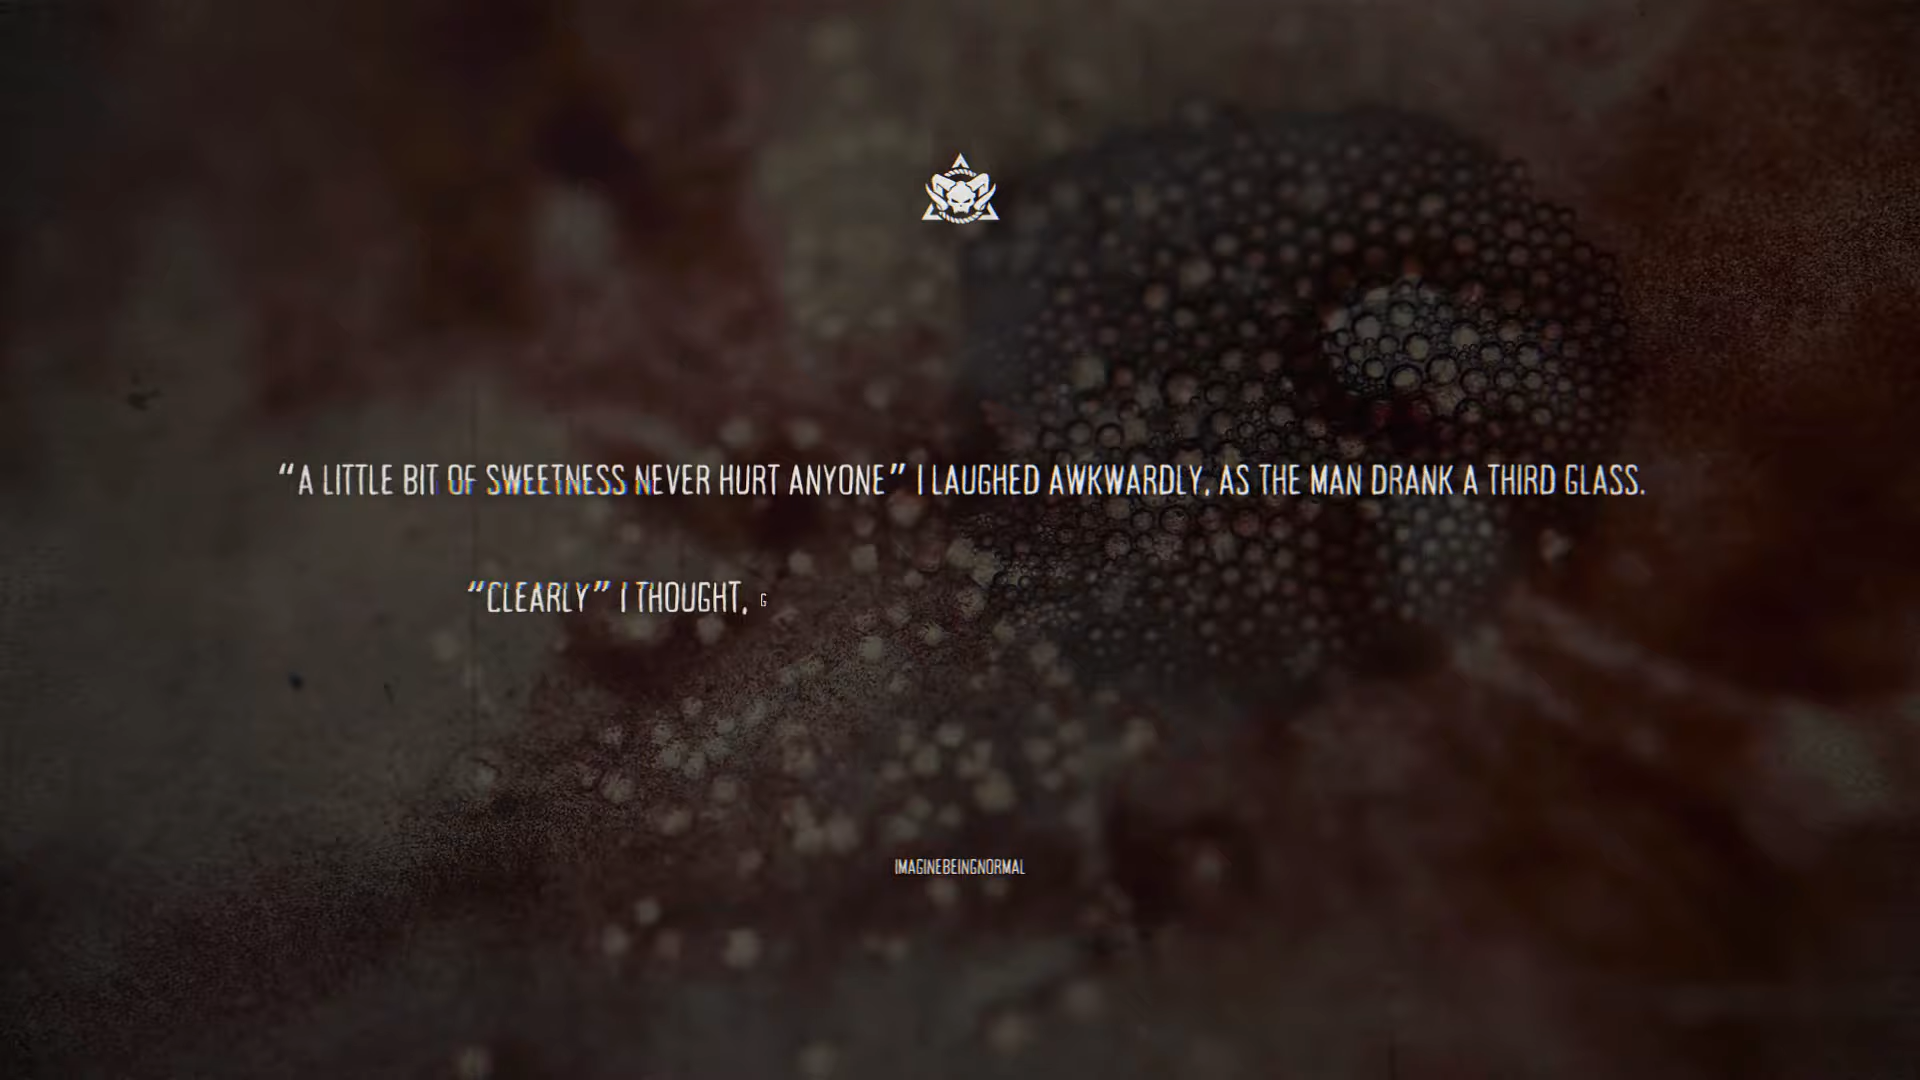 “A LITTLE BIT OF SWEETNESS NEVER HURT ANYONE” I LAUGHED AWKWARDLY, AS THE MAN DRANK A THIRD GLASS.
“CLEARLY” I THOUGHT, G
IMAGINEBEINGNORMAL